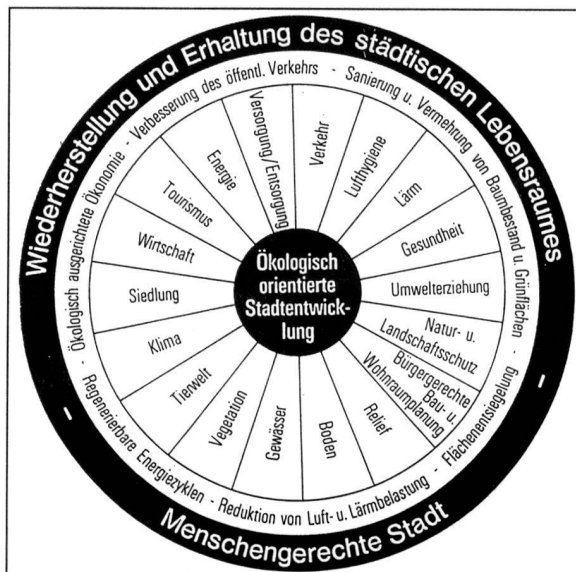 Wiederherstellung und Erhaltung des städtischen Lebensraumes
-
Menschengerechte Stadt
-
Ökologisch ausgerichtete Ökonomie - Verbesserung des öffentl. Verkehrs - Sanierung u. Vermehrung von Baumbestand u. Grünflächen - Flächenentsiegelung - Reduktion von Luft- u. Lärmbelastung - Regenerierbare Energiezyklen -
Verkehr
Lufthygiene
Lärm
Gesundheit
Umwelterziehung
Natur- u.
Landschaftsschutz
Bürgergerechte
Bau- u.
Wohnraumplanung
Relief
Boden
Gewässer
Vegetation
Tierwelt
Klima
Siedlung
Wirtschaft
Tourismus
Energie
Versorgung/Entsorgung
Ökologisch
orientierte
Stadtentwick-
lung